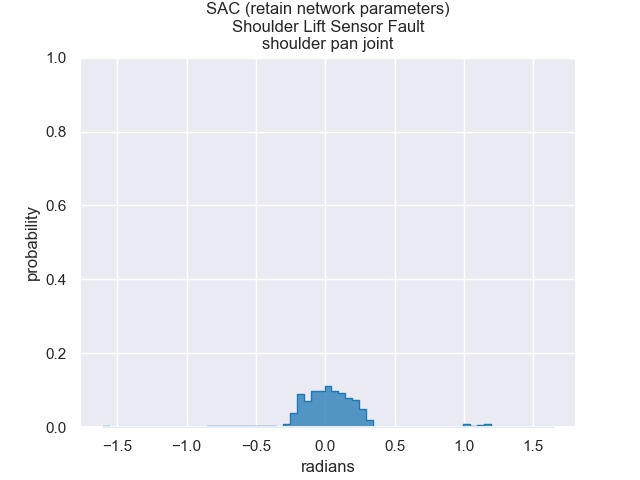 SAC (retain network parameters)
Shoulder Lift Sensor Fault
shoulder pan joint
1.0
0.8
0.6
0.4
0.2
0.0
probability
−1.5 −1.0 −0.5 0.0 0.5 1.0 1.5
radians